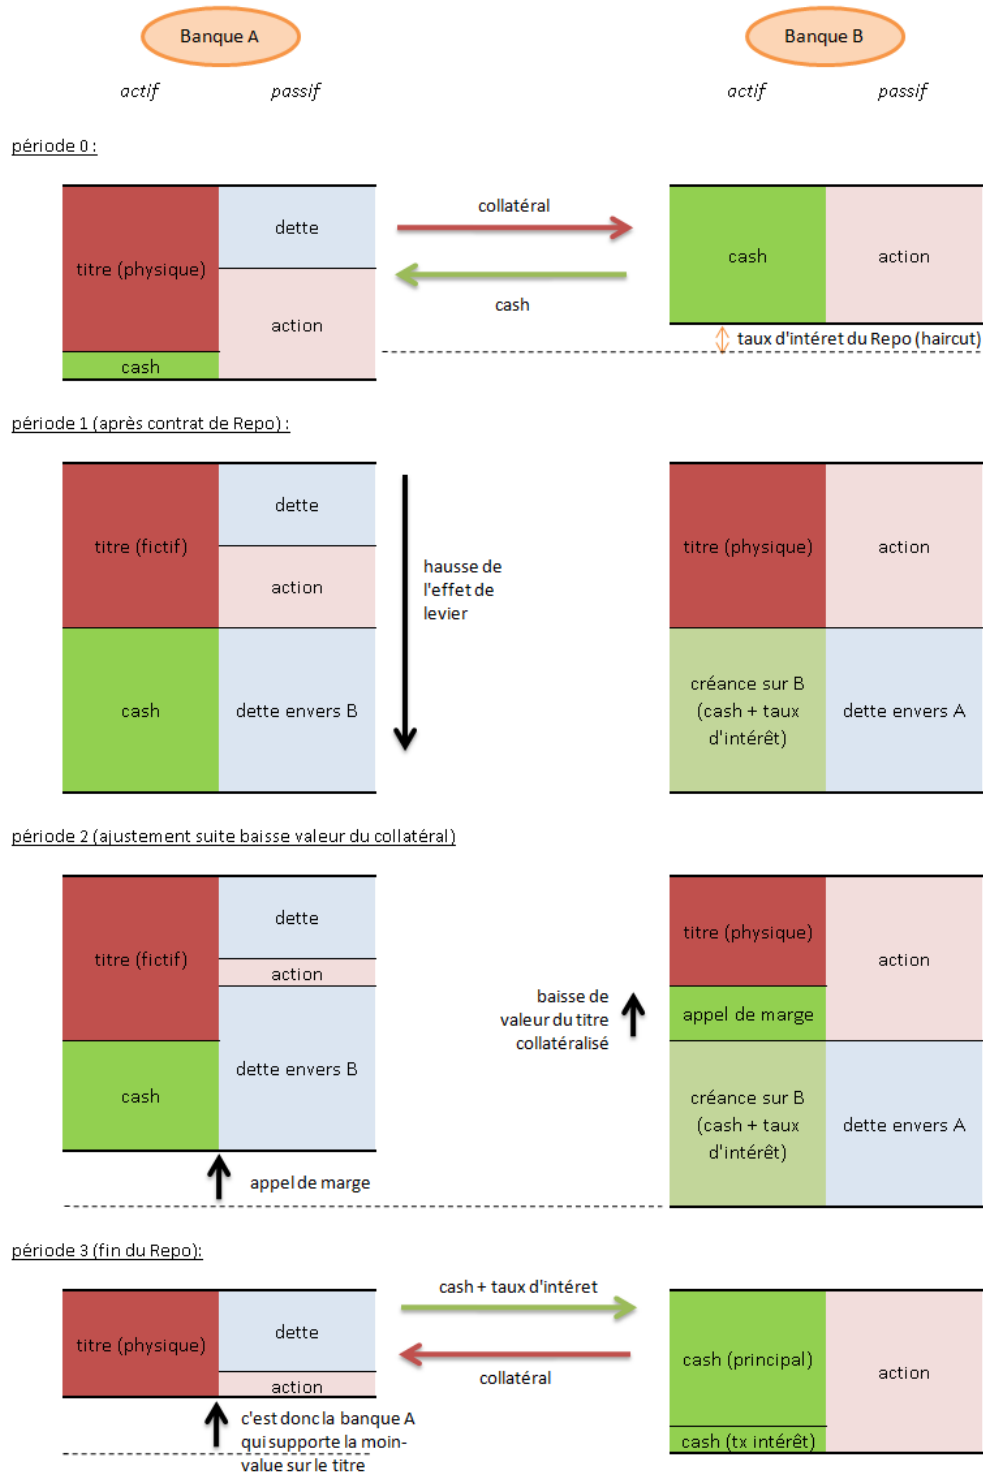 Banque A
Banque B
actif
passif
actif
passif
période 0 :
titre (physique)
cash
dette
action
collatéral
cash
cash
action
taux d'intéret du Repo (haircut)
période 1 (après contrat de Repo) :
titre (fictif)
cash
dette
action
dette envers B
hausse de
l'effet de
levier
titre (physique)
action
créance sur B
(cash + taux
d'intérêt)
dette envers A
période 2 (ajustement suite baisse valeur du collatéral)
titre (fictif)
cash
dette
action
dette envers B
appel de marge
baisse de
valeur du titre
collatéralisé
titre (physique)
appel de marge
action
créance sur B
(cash + taux
d'intérêt)
dette envers A
période 3 (fin du Repo):
titre (physique)
dette
action
cash + taux d'intéret
collatéral
c'est donc la banque A
qui supporte la moin-
value sur le titre
cash (principal)
cash (tx intérêt)
action